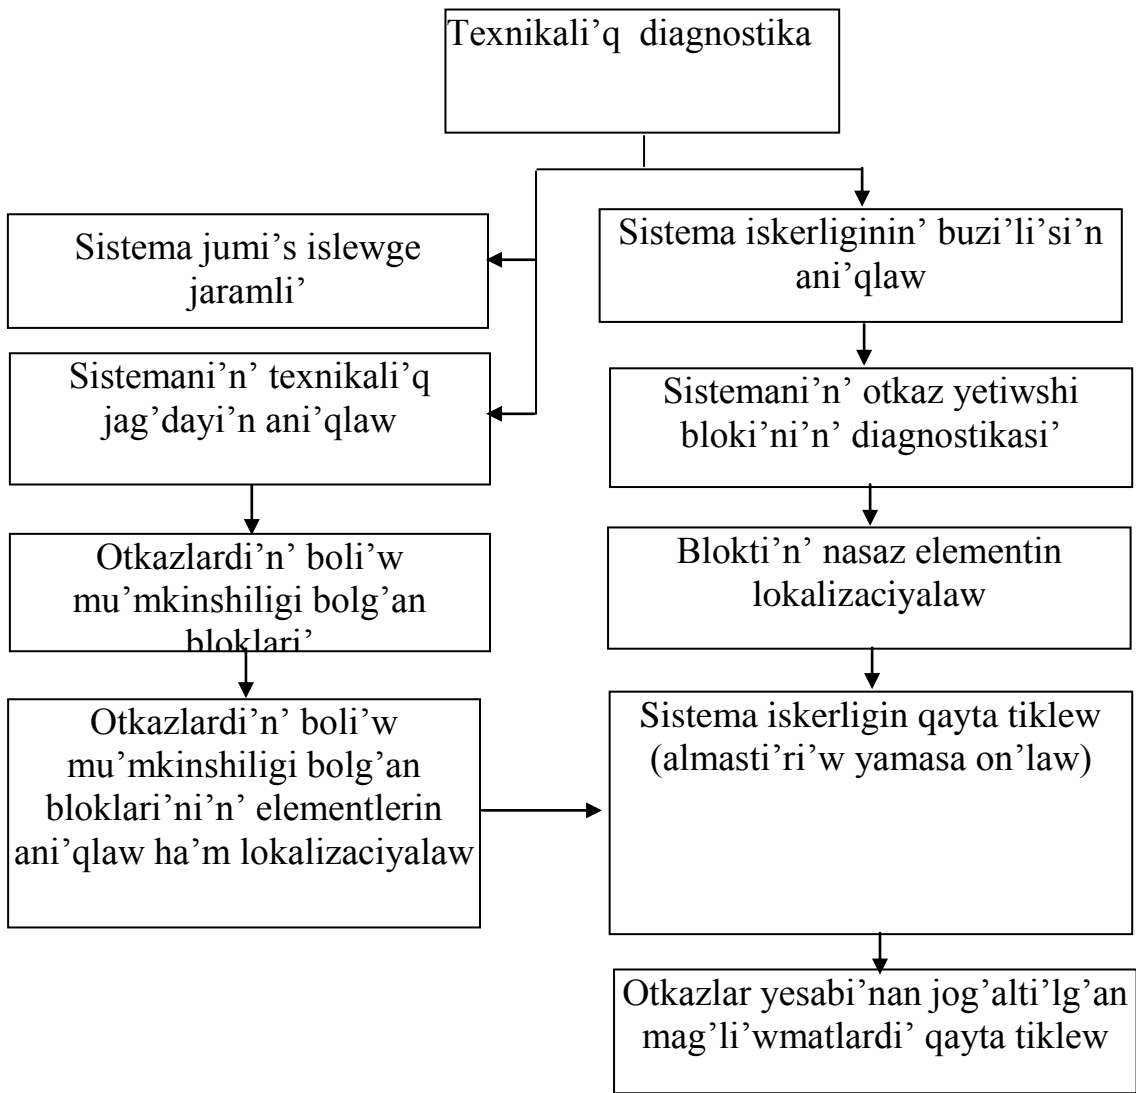 Texnikali’q diagnostika
Sistema jumi’s islewge
jaramli’
Sistema iskerliginin’ buzi’li’si’n
ani’qlaw
Sistemani’n’ texnikali’q
jag’dayi’n ani’qlaw
Sistemani’n’ otkaz yetiwshi
bloki’ni’n’ diagnostikasi’
Otkazlardi’n’ boli’w
mu’mkinshiligi bolg’an
bloklari’
Blokti’n’ nasaz elementin
lokalizaciyalaw
Otkazlardi’n’ boli’w
mu’mkinshiligi bolg’an
bloklari’ni’n’ elementlerin
ani’qlaw ha’m lokalizaciyalaw
Sistema iskerligin qayta tiklew
(almasti’ri’w yamasa on’law)
Otkazlar yesabi’nan jog’alti’lg’an
mag’li’wmatlardi’ qayta tiklew